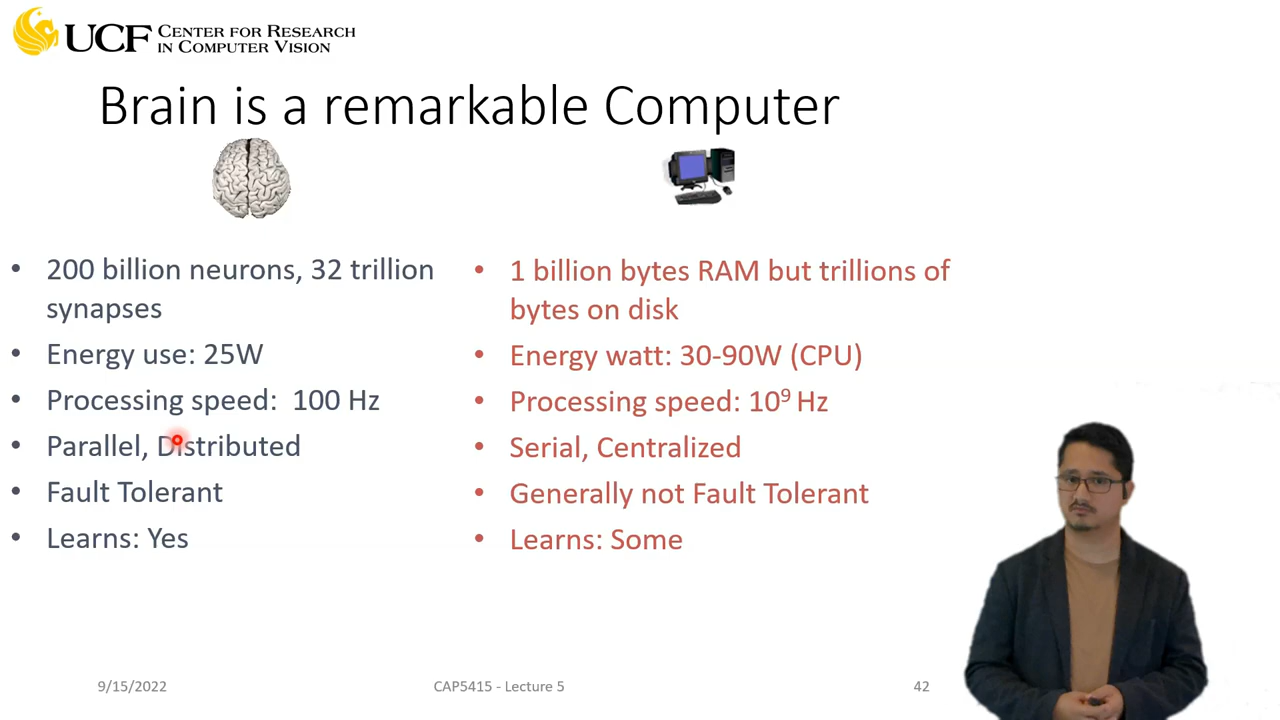 UCF CENTER FOR RESEARCH
IN COMPUTER VISION
Brain is a remarkable Computer
• 200 billion neurons, 32 trillion
synapses
• Energy use: 25W
• Processing speed:  100 Hz
• Parallel, Distributed
• Fault Tolerant
• Learns: Yes
• 1 billion bytes RAM but trillions of
bytes on disk
• Energy watt: 30-90W (CPU)
• Processing speed: 10⁹ Hz
• Serial, Centralized
• Generally not Fault Tolerant
• Learns: Some
9/15/2022
CAP5415 - Lecture 5
42